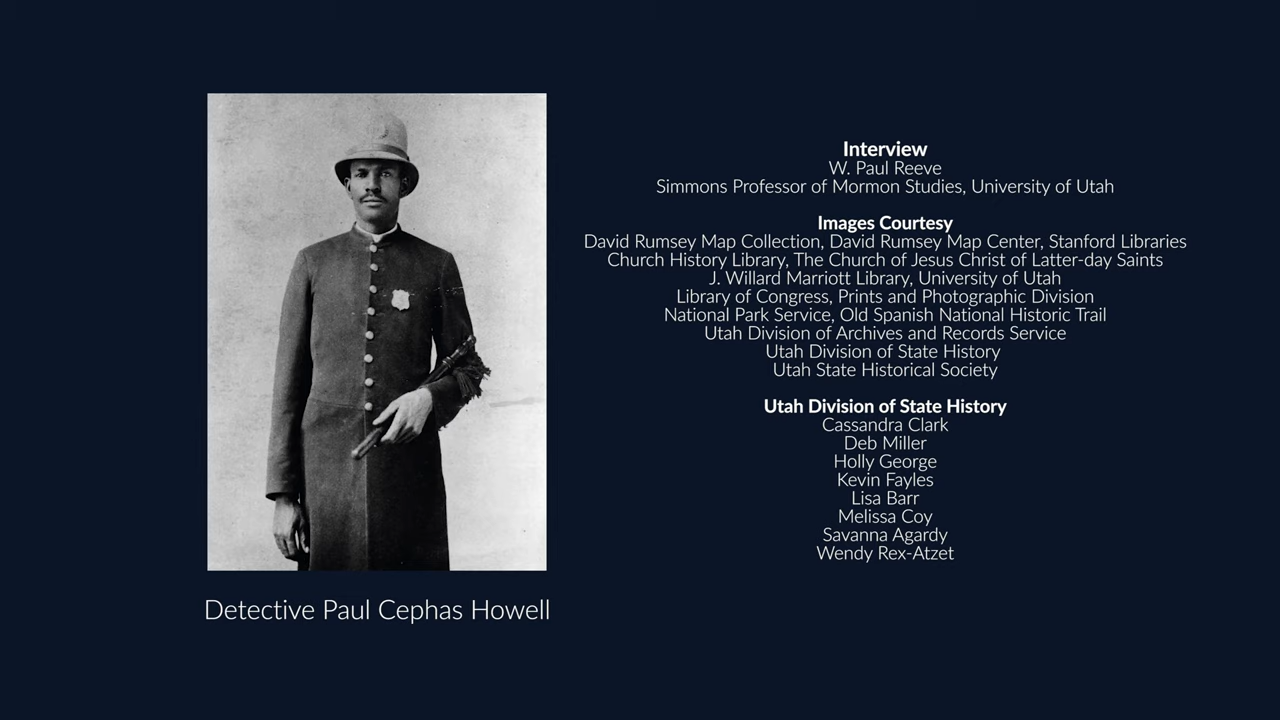 Detective Paul Cephas Howell
Interview
W. Paul Reeve
Simmons Professor of Mormon Studies, University of Utah
Images Courtesy
David Rumsey Map Collection, David Rumsey Map Center, Stanford Libraries
Church History Library, The Church of Jesus Christ of Latter-day Saints
J. Willard Marriott Library, University of Utah
Library of Congress, Prints and Photographic Division
National Park Service, Old Spanish National Historic Trail
Utah Division of Archives and Records Service
Utah Division of State History
Utah State Historical Society
Utah Division of State History
Cassandra Clark
Deb Miller
Holly George
Kevin Fayles
Lisa Barr
Melissa Coy
Savanna Agardy
Wendy Rex-Atzet